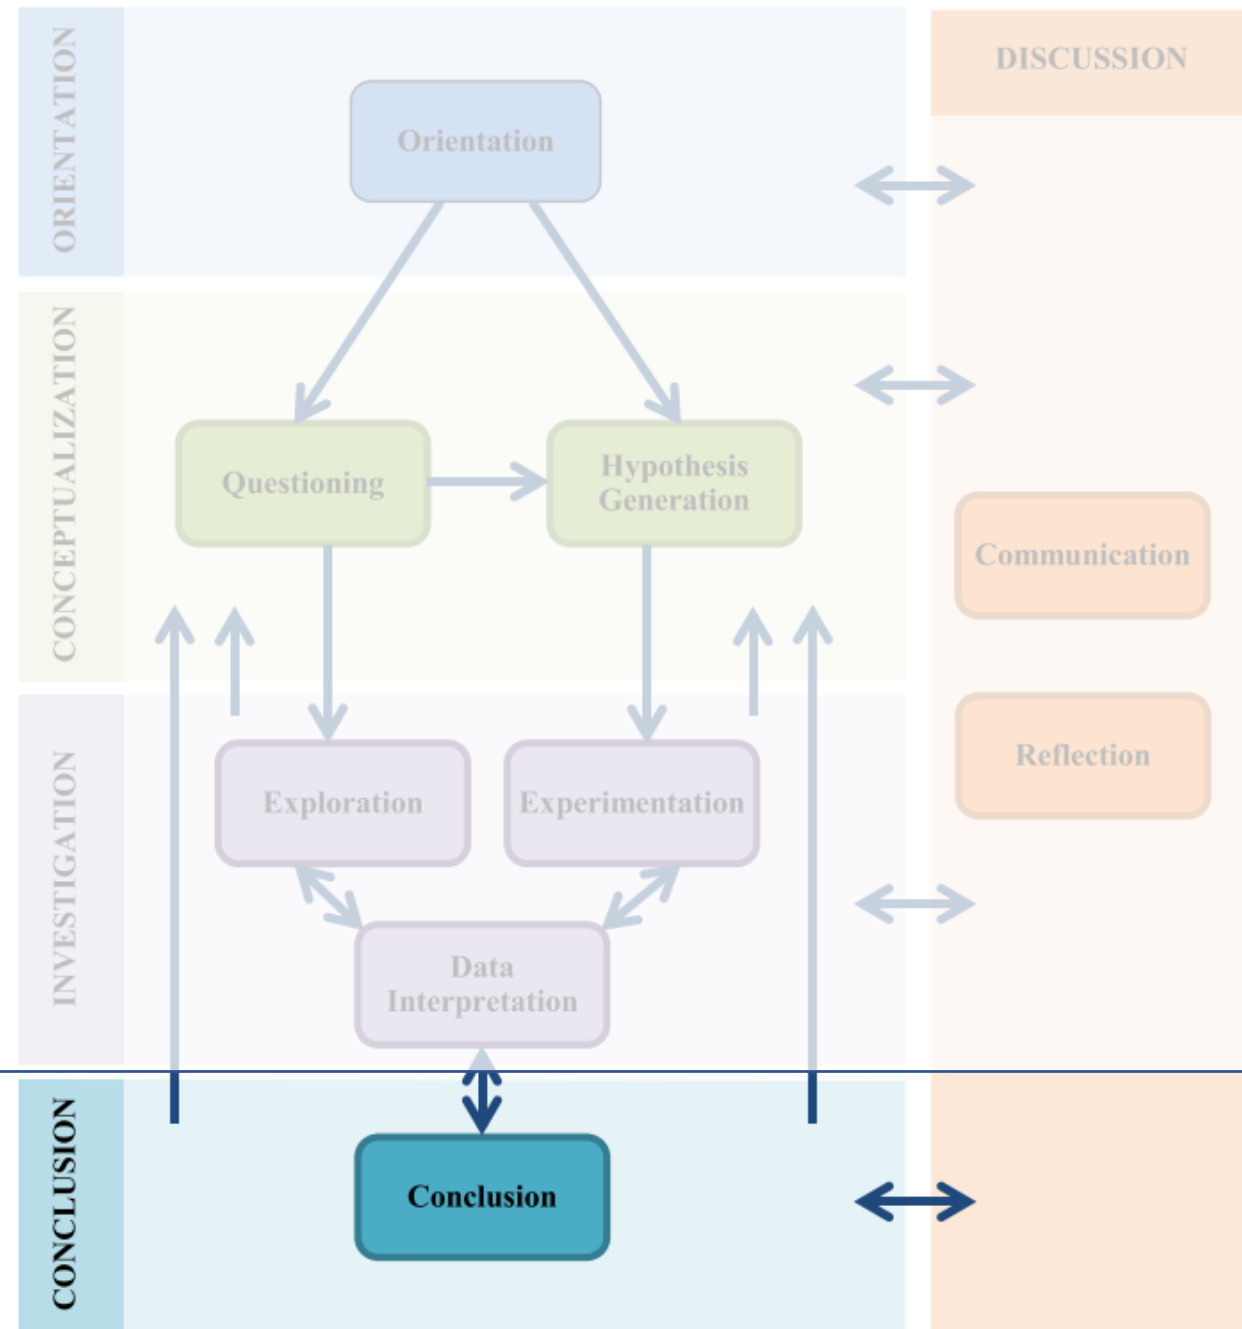 ORIENTATION
Orientation
DISCUSSION
CONCEPTUALIZATION
Questioning
Hypothesis
Generation
Communication
Reflection
INVESTIGATION
Exploration
Experimentation
Data
Interpretation
CONCLUSION
Conclusion